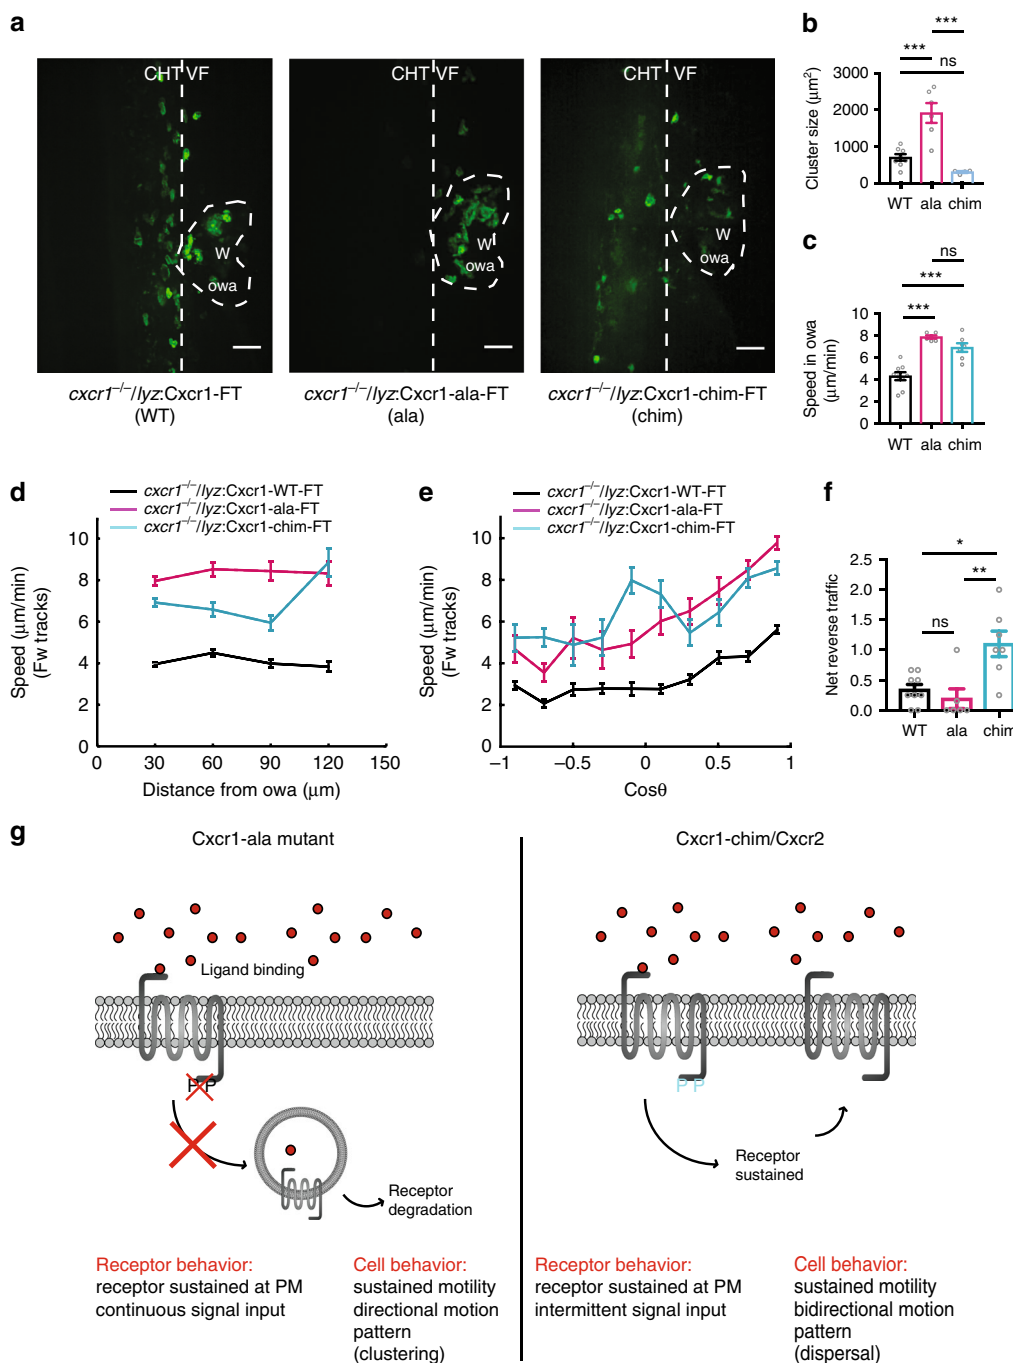 a
CHT VF
W
owa
CHT VF
W
owa
CHT VF
W
owa
cxcr1–/–/lyz:Cxcr1-FT
(WT)
cxcr1–/–/lyz:Cxcr1-ala-FT
(ala)
cxcr1–/–/lyz:Cxcr1-chim-FT
(chim)
b
***
***
ns
Cluster size (μm2)
3000
2000
1000
0
WT ala chim
c
ns
***
***
Speed in owa
(μm/min)
10
8
6
4
2
0
WT ala chim
d
cxcr1–/–/lyz:Cxcr1-WT-FT
cxcr1–/–/lyz:Cxcr1-ala-FT
cxcr1–/–/lyz:Cxcr1-chim-FT
Speed (μm/min)
(Fw tracks)
10
8
6
4
2
0
0 30 60 90 120 150
Distance from owa (μm)
e
cxcr1–/–/lyz:Cxcr1-WT-FT
cxcr1–/–/lyz:Cxcr1-ala-FT
cxcr1–/–/lyz:Cxcr1-chim-FT
Speed (μm/min)
(Fw tracks)
10
8
6
4
2
0
–1 –0.5 0 0.5 1
Cosθ
f
*
**
ns
Net reverse traffic
2.5
2.0
1.5
1.0
0.5
0.0
WT ala chim
g
Cxcr1-ala mutant
Ligand binding
P P
Receptor
degradation
Receptor behavior:
receptor sustained at PM
continuous signal input
Cell behavior:
sustained motility
directional motion
pattern
(clustering)
Cxcr1-chim/Cxcr2
P P
Receptor
sustained
Receptor behavior:
receptor sustained at PM
intermittent signal input
Cell behavior:
sustained motility
bidirectional motion
pattern
(dispersal)